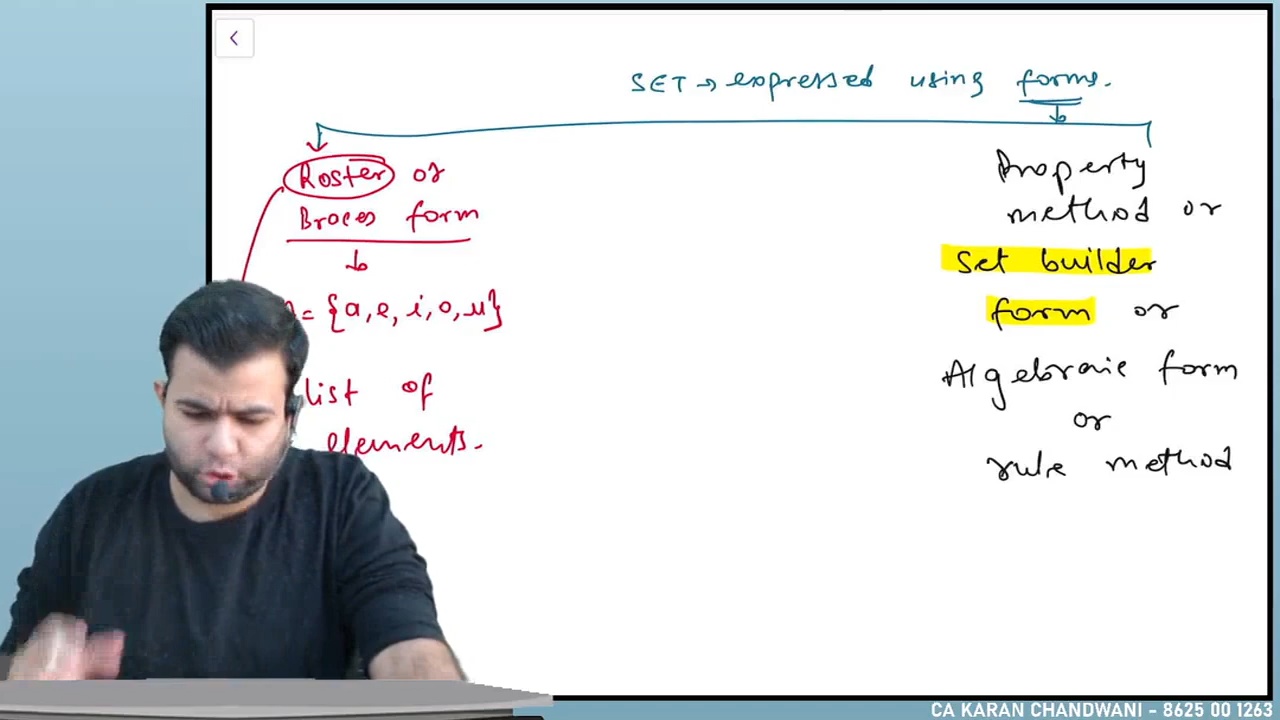 SET → expressed using forms.
Roster or
Braces form
= {a, e, i, o, u}
list of
elements.
Property
method or
Set builder
form or
Algebraic form
or
rule method
CA KARAN CHANDWANI - 8625 00 1263